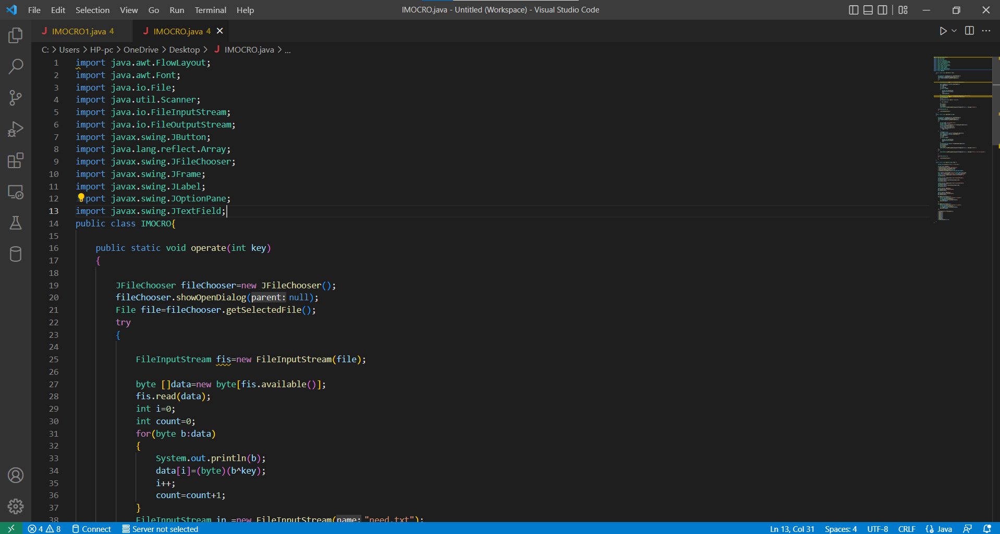 File Edit Selection View Go Run Terminal Help
IMOCRO.java - Untitled (Workspace) - Visual Studio Code
J IMOCRO1.java 4
J IMOCRO.java 4
C: > Users > HP-pc > OneDrive > Desktop > J IMOCRO.java > ...
1 import java.awt.FlowLayout;
2 import java.awt.Font;
3 import java.io.File;
4 import java.util.Scanner;
5 import java.io.FileInputStream;
6 import java.io.FileOutputStream;
7 import javax.swing.JButton;
8 import java.lang.reflect.Array;
9 import javax.swing.JFileChooser;
10 import javax.swing.JFrame;
11 import javax.swing.JLabel;
12 import javax.swing.JOptionPane;
13 import javax.swing.JTextField;
14 public class IMOCRO{
15
16 public static void operate(int key)
17 {
18
19 JFileChooser fileChooser=new JFileChooser();
20 fileChooser.showOpenDialog(parent:null);
21 File file=fileChooser.getSelectedFile();
22 try
23 {
24
25 FileInputStream fis=new FileInputStream(file);
26
27 byte []data=new byte[fis.available()];
28 fis.read(data);
29 int i=0;
30 int count=0;
31 for(byte b:data)
32 {
33 System.out.println(b);
34 data[i]=(byte)(b^key);
35 i++;
36 count=count+1;
37 }
38 FileInputStream in =new FileInputStream(name:"need.txt");
4 8 Connect Server not selected
Ln 13, Col 31 Spaces: 4 UTF-8 CRLF Java